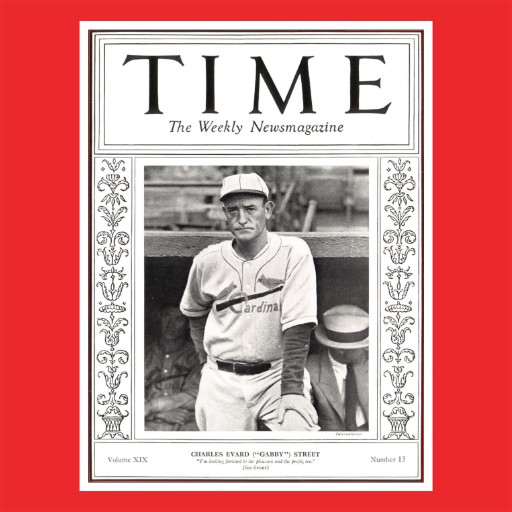 TIME
The Weekly Newsmagazine
Cardinals
CHARLES EVARD ("GABBY") STREET
"I'm looking forward to the pleasure and the profit, too."
(See SPORT)
Volume XIX
Number 13